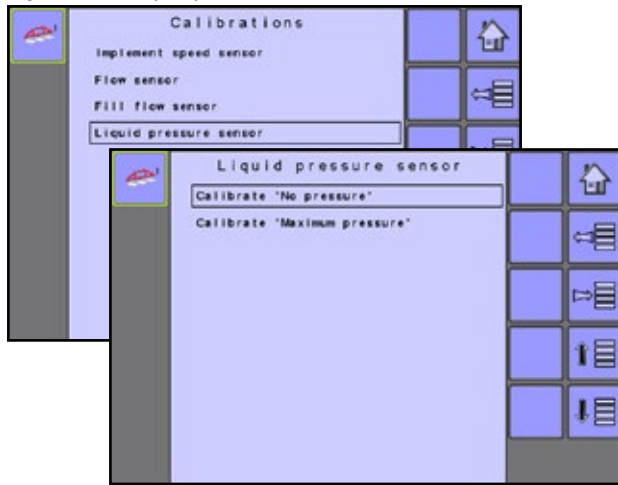 Calibrations
Implement speed sensor
Flow sensor
Fill flow sensor
Liquid pressure sensor
Liquid pressure sensor
Calibrate "No pressure"
Calibrate "Maximum pressure"